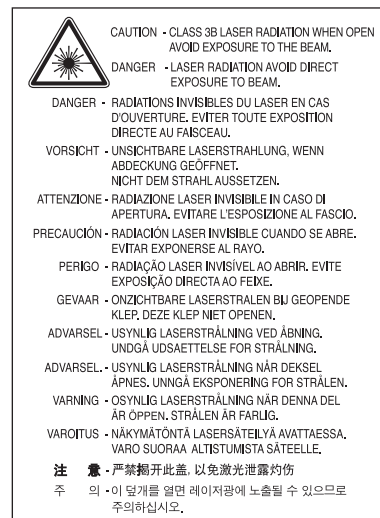 CAUTION - CLASS 3B LASER RADIATION WHEN OPEN
AVOID EXPOSURE TO THE BEAM.
DANGER - LASER RADIATION AVOID DIRECT
EXPOSURE TO BEAM.
DANGER - RADIATIONS INVISIBLES DU LASER EN CAS
D'OUVERTURE. EVITER TOUTE EXPOSITION
DIRECTE AU FAISCEAU.
VORSICHT - UNSICHTBARE LASERSTRAHLUNG, WENN
ABDECKUNG GEÖFFNET.
NICHT DEM STRAHL AUSSETZEN.
ATTENZIONE - RADIAZIONE LASER INVISIBILE IN CASO DI
APERTURA. EVITARE L'ESPOSIZIONE AL FASCIO.
PRECAUCIÓN - RADIACIÓN LASER INVISIBLE CUANDO SE ABRE.
EVITAR EXPONERSE AL RAYO.
PERIGO - RADIAÇÃO LASER INVISÍVEL AO ABRIR. EVITE
EXPOSIÇÃO DIRECTA AO FEIXE.
GEVAAR - ONZICHTBARE LASERSTRALEN BIJ GEOPENDE
KLEP. DEZE KLEP NIET OPENEN.
ADVARSEL - USYNLIG LASERSTRÅLNING VED ÅBNING.
UNDGÅ UDSAETTELSE FOR STRÅLNING.
ADVARSEL. - USYNLIG LASERSTRÅLNING NÅR DEKSEL
ÅPNES. UNNGÅ EKSPONERING FOR STRÅLEN.
VARNING - OSYNLIG LASERSTRÅLNING NÄR DENNA DEL
ÄR ÖPPEN. STRÅLEN ÄR FARLIG.
VAROITUS - NÄKYMÄTÖNTÄ LASERSÄTEILYÄ AVATTAESSA.
VARO SUORAA ALTISTUMISTA SÄTEELLE.
注 意 - 严禁揭开此盖, 以免激光泄露灼伤
주 의 - 이 덮개를 열면 레이저광에 노출될 수 있으므로
주의하십시오.